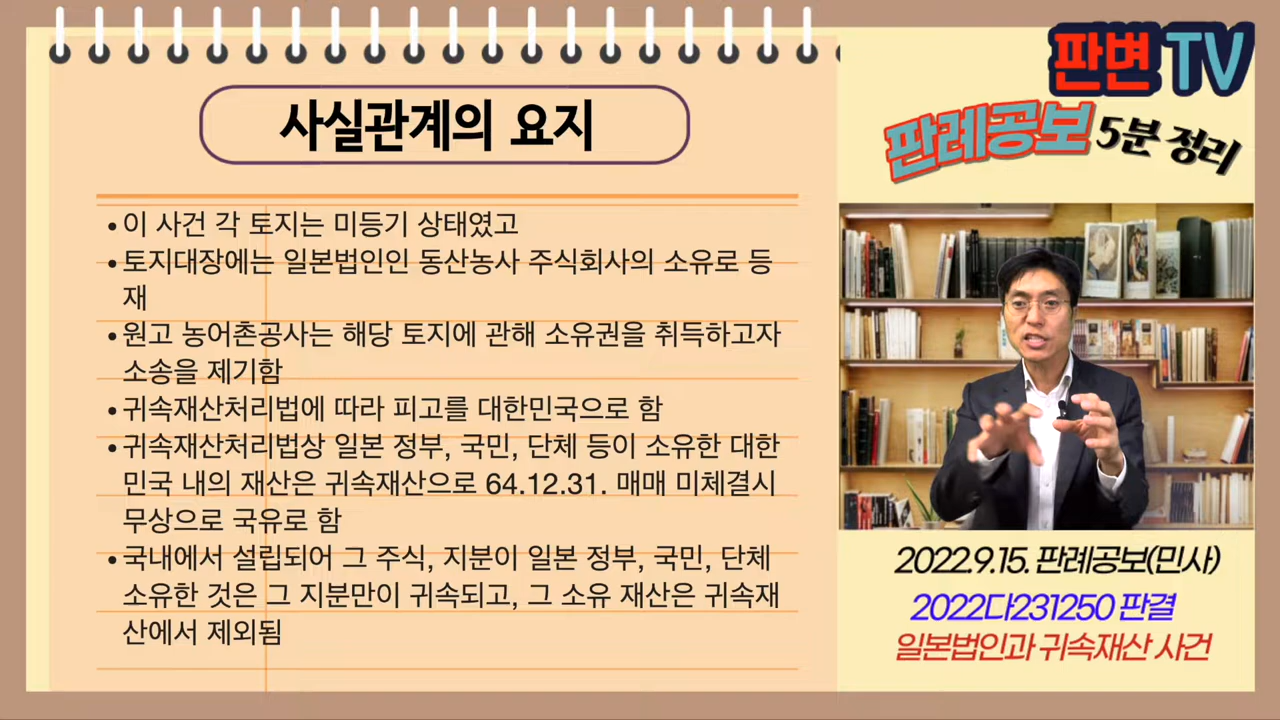 사실관계의 요지
•이 사건 각 토지는 미등기 상태였고
•토지대장에는 일본법인인 동산농사 주식회사의 소유로 등
재
•원고 농어촌공사는 해당 토지에 관해 소유권을 취득하고자
소송을 제기함
•귀속재산처리법에 따라 피고를 대한민국으로 함
•귀속재산처리법상 일본 정부, 국민, 단체 등이 소유한 대한
민국 내의 재산은 귀속재산으로 64.12.31. 매매 미체결시
무상으로 국유로 함
•국내에서 설립되어 그 주식, 지분이 일본 정부, 국민, 단체
소유한 것은 그 지분만이 귀속되고, 그 소유 재산은 귀속재
산에서 제외됨
판변 TV
판례공보 5분 정리
2022.9.15. 판례공보(민사)
2022다231250 판결
일본법인과 귀속재산 사건